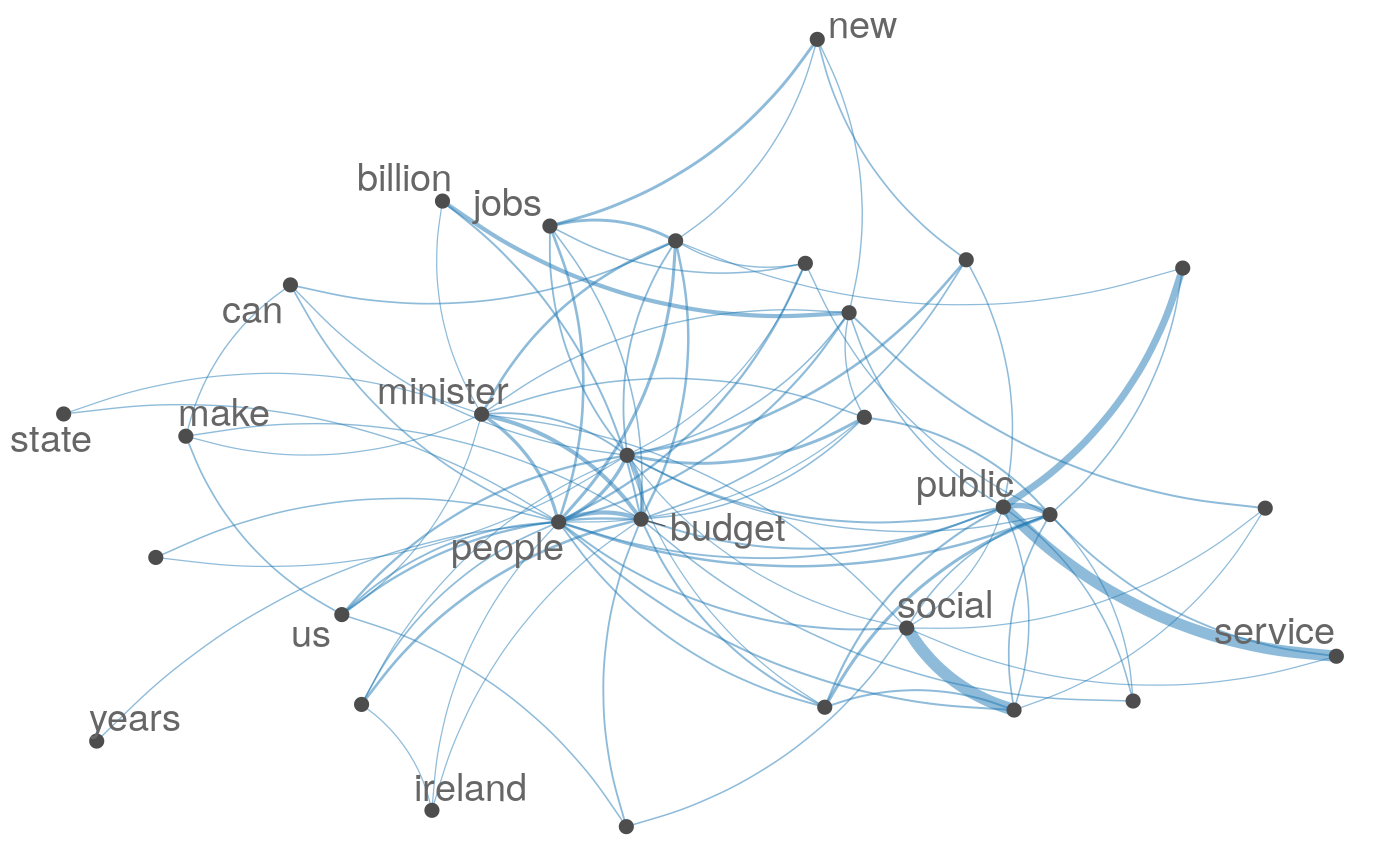 new
billion
jobs
can
minister
make
state
public
budget
people
social
service
us
years
ireland